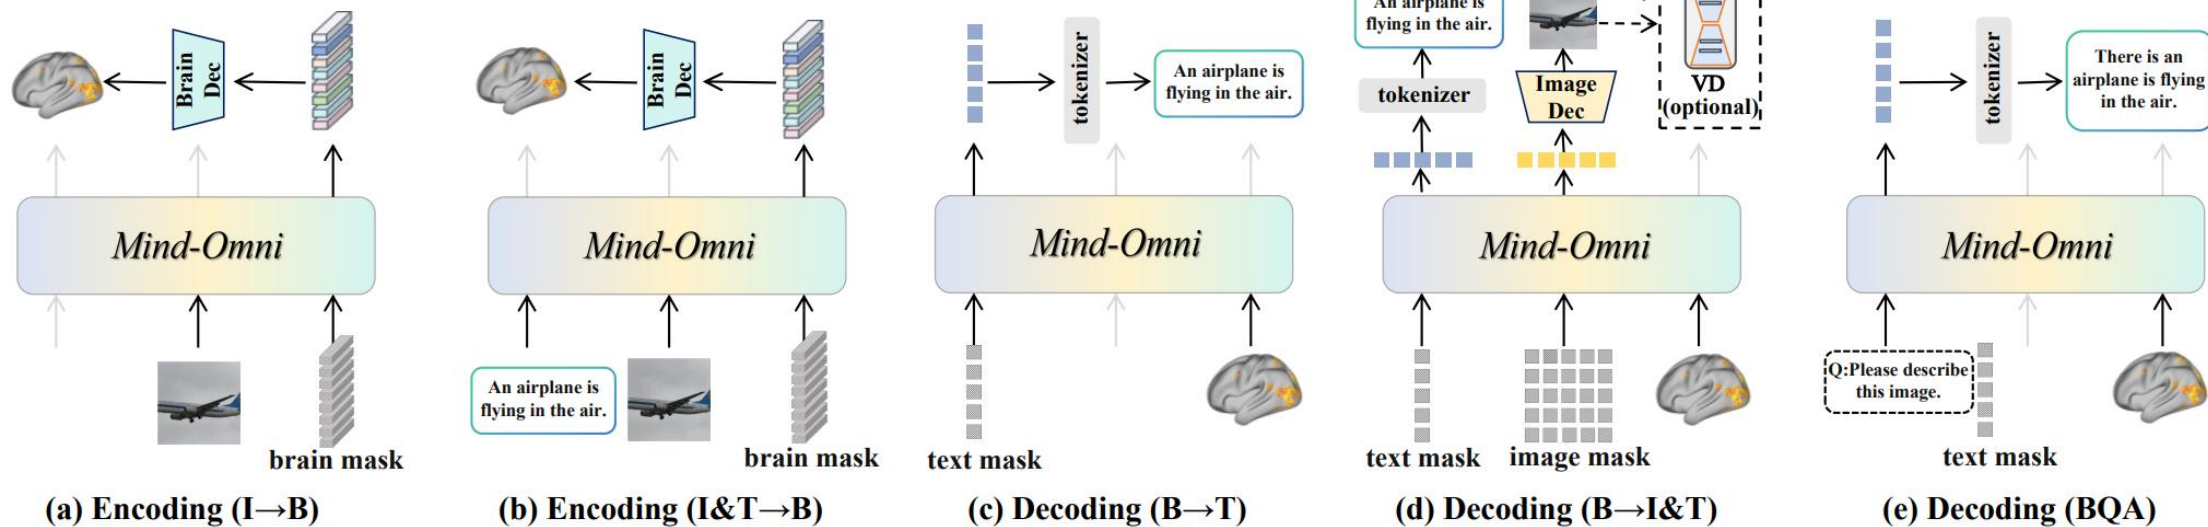 Brain
Dec
Mind-Omni
brain mask
(a) Encoding (I→B)
Brain
Dec
Mind-Omni
An airplane is
flying in the air.
brain mask
(b) Encoding (I&T→B)
tokenizer
An airplane is
flying in the air.
Mind-Omni
text mask
(c) Decoding (B→T)
An airplane is
flying in the air.
tokenizer
Image
Dec
VD
(optional)
Mind-Omni
text mask
image mask
(d) Decoding (B→I&T)
tokenizer
There is an
airplane is flying
in the air.
Mind-Omni
Q:Please describe
this image.
text mask
(e) Decoding (BQA)